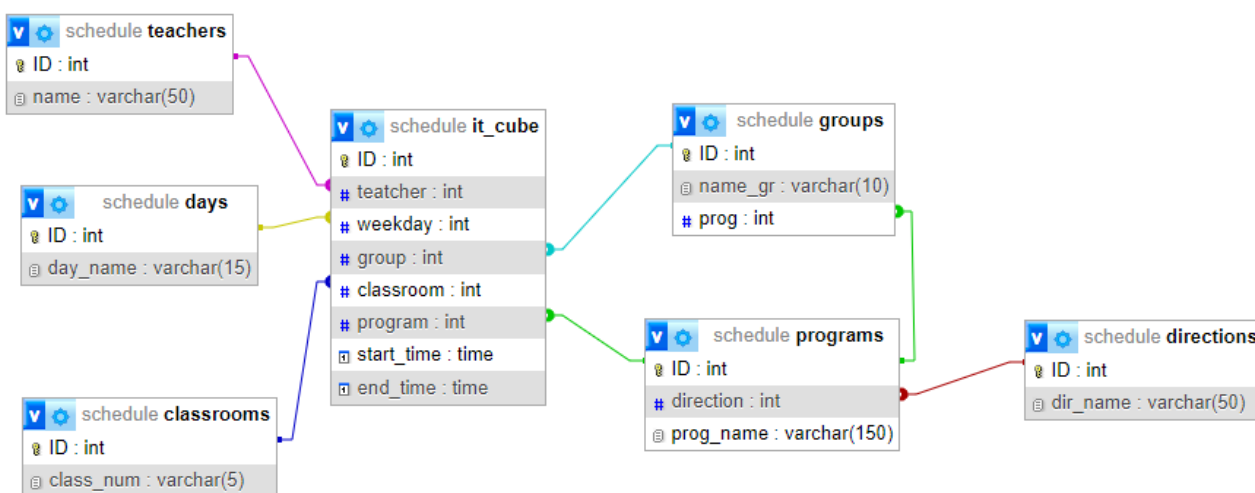 schedule teachers
ID : int
name : varchar(50)
schedule days
ID : int
day_name : varchar(15)
schedule classrooms
ID : int
class_num : varchar(5)
schedule it_cube
ID : int
teatcher : int
weekday : int
group : int
classroom : int
program : int
start_time : time
end_time : time
schedule groups
ID : int
name_gr : varchar(10)
prog : int
schedule programs
ID : int
direction : int
prog_name : varchar(150)
schedule directions
ID : int
dir_name : varchar(50)